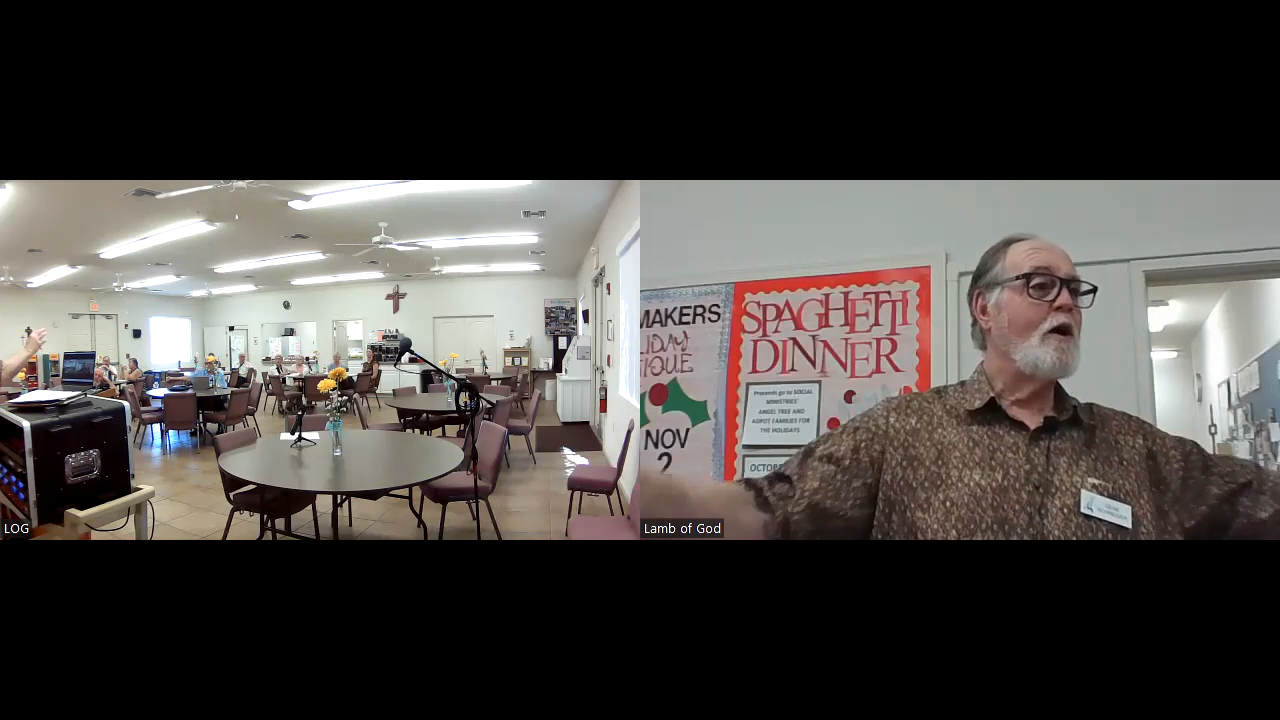 MAKERS
NOV
2
SPAGHETTI
DINNER
Proceeds go to SOCIAL
MINISTRIES'
ANGEL TREE AND
ADOPT FAMILIES FOR
THE HOLIDAYS
LOG
Lamb of God